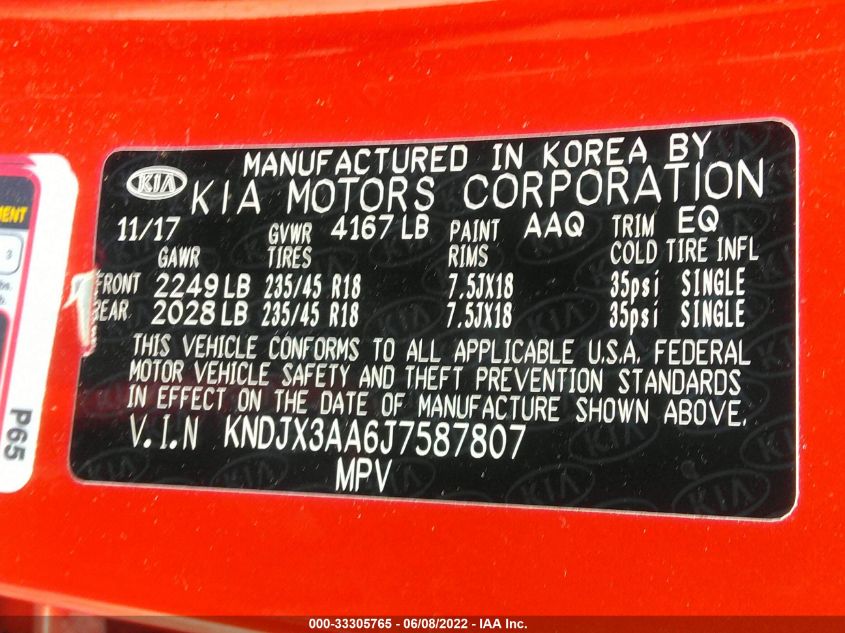 MANUFACTURED IN KOREA BY
KIA KIA MOTORS CORPORATION
11/17 GVWR 4167 LB PAINT AAQ TRIM EQ
GAWR TIRES RIMS COLD TIRE INFL
FRONT 2249 LB 235/45 R18 7.5JX18 35psi SINGLE
REAR 2028 LB 235/45 R18 7.5JX18 35psi SINGLE
THIS VEHICLE CONFORMS TO ALL APPLICABLE U.S.A. FEDERAL
MOTOR VEHICLE SAFETY AND THEFT PREVENTION STANDARDS
IN EFFECT ON THE DATE OF MANUFACTURE SHOWN ABOVE.
V.I.N KNDJX3AA6J7587807
MPV
3
P65
000-33305765 - 06/08/2022 - IAA Inc.